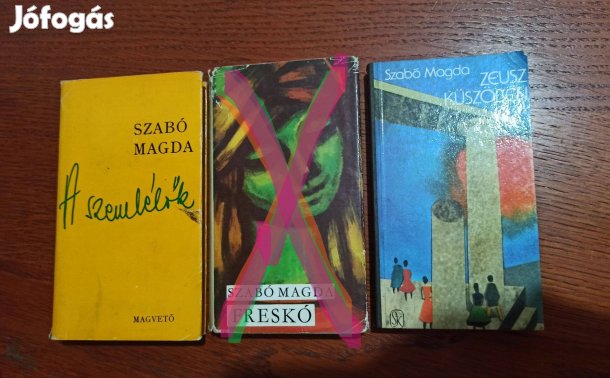 Jófogás
SZABÓ
MAGDA
A szemlélők
MAGVETŐ
SZABÓ MAGDA
FRESKÓ
Szabó Magda
ZEUSZ
KÜSZÖBÉN